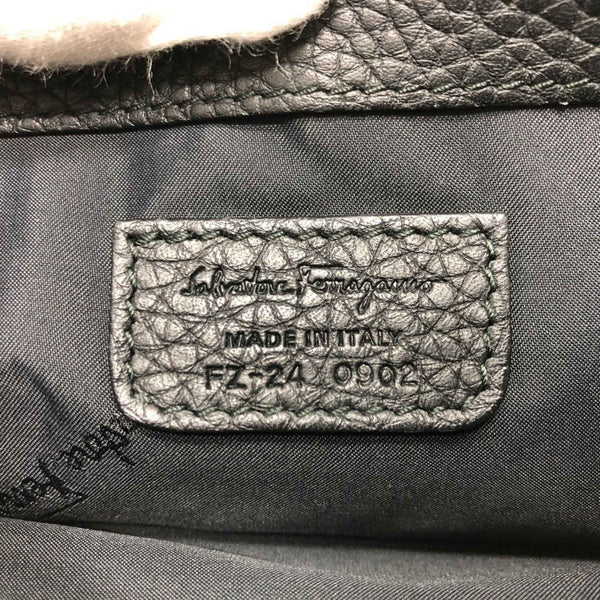 Salvatore Ferragamo
MADE IN ITALY
FZ-24 0902